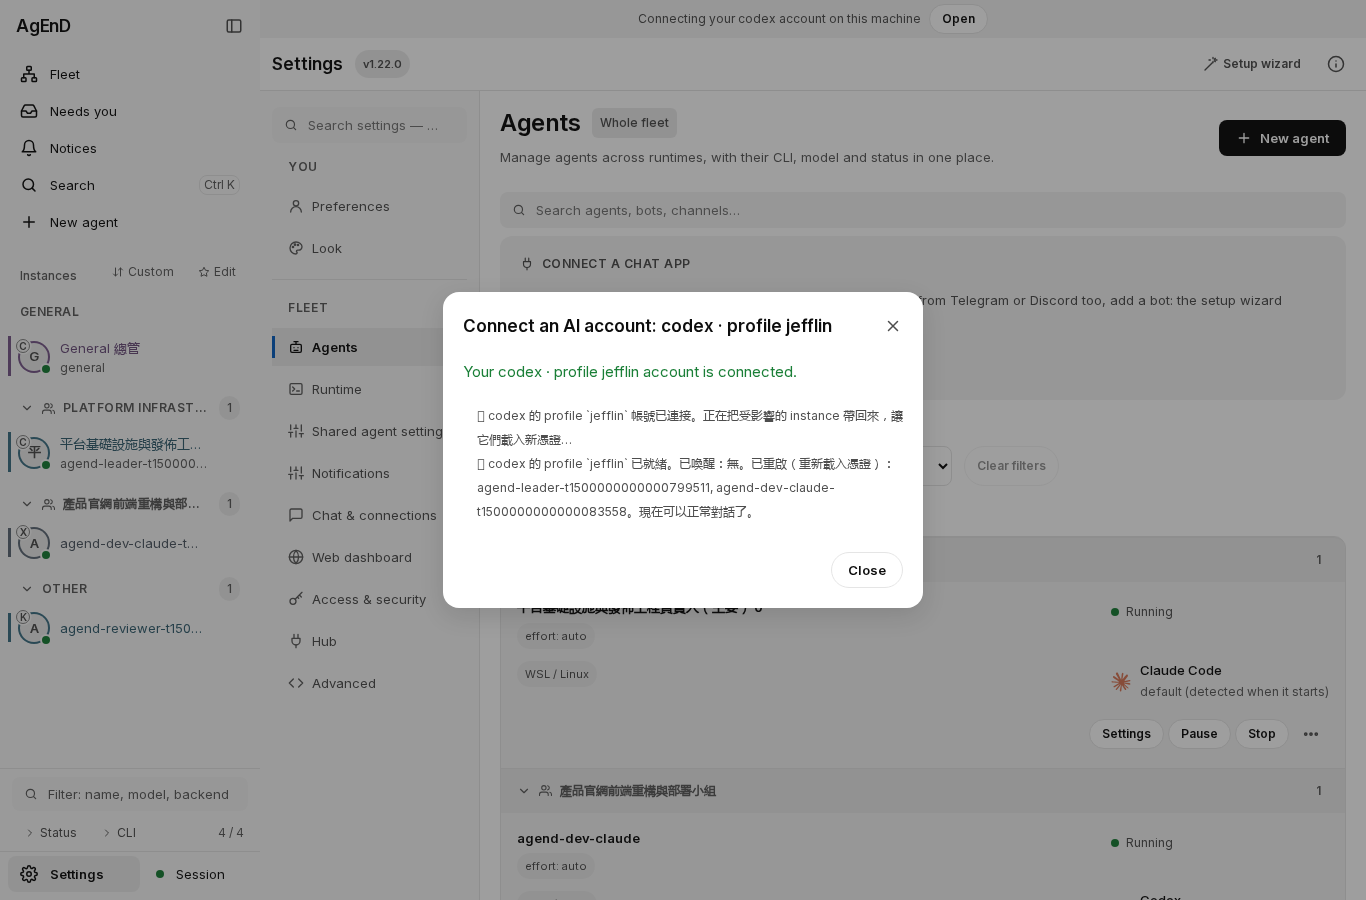 AgEnD
Connecting your codex account on this machine
Open
Fleet
Needs you
Notices
Search
Ctrl K
New agent
Instances
Custom
Edit
GENERAL
C
G
General 總管
general
PLATFORM INFRAST...
1
C
平
平台基礎設施與發佈工...
agend-leader-t150000...
產品官網前端重構與部...
1
X
A
agend-dev-claude-t...
OTHER
1
K
A
agend-reviewer-t150...
Filter: name, model, backend
Status
CLI
4 / 4
Settings
Session
Settings
v1.22.0
Setup wizard
Search settings — ...
YOU
Preferences
Look
FLEET
Agents
Runtime
Shared agent setting
Notifications
Chat & connections
Web dashboard
Access & security
Hub
Advanced
Agents
Whole fleet
New agent
Manage agents across runtimes, with their CLI, model and status in one place.
Search agents, bots, channels...
CONNECT A CHAT APP
from Telegram or Discord too, add a bot: the setup wizard
Clear filters
Connect an AI account: codex · profile jefflin
Your codex · profile jefflin account is connected.
codex 的 profile `jefflin` 帳號已連接。正在把受影響的 instance 帶回來，讓
它們載入新憑證...
codex 的 profile `jefflin` 已就緒。已喚醒：無。已重啟（重新載入憑證）：
agend-leader-t1500000000000799511, agend-dev-claude-
t1500000000000083558。現在可以正常對話了。
Close
1
Running
effort: auto
WSL / Linux
Claude Code
default (detected when it starts)
Settings
Pause
Stop
產品官網前端重構與部署小組
1
agend-dev-claude
Running
effort: auto
Codex